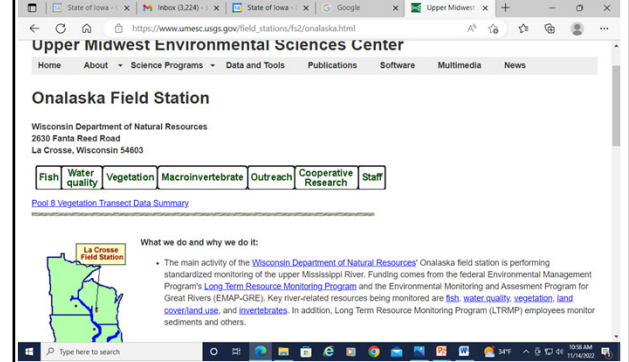 State of Iowa -
Inbox (3,224) -
State of Iowa -
Google
Upper Midwest
https://www.umesc.usgs.gov/field_stations/fs2/onalaska.html
Upper Midwest Environmental Sciences Center
Home About Science Programs Data and Tools Publications Software Multimedia News
Onalaska Field Station
Wisconsin Department of Natural Resources
2630 Fanta Reed Road
La Crosse, Wisconsin 54603
Fish Water quality Vegetation Macroinvertebrate Outreach Cooperative Research Staff
Pool 8 Vegetation Transect Data Summary
La Crosse
Field Station
What we do and why we do it:
• The main activity of the Wisconsin Department of Natural Resources' Onalaska field station is performing
standardized monitoring of the upper Mississippi River. Funding comes from the federal Environmental Management
Program's Long Term Resource Monitoring Program and the Environmental Monitoring and Assesment Program for
Great Rivers (EMAP-GRE). Key river-related resources being monitored are fish, water quality, vegetation, land
cover/land use, and invertebrates. In addition, Long Term Resource Monitoring Program (LTRMP) employees monitor
sediments and others.
Type here to search
34°F
10:58 AM
11/14/2022